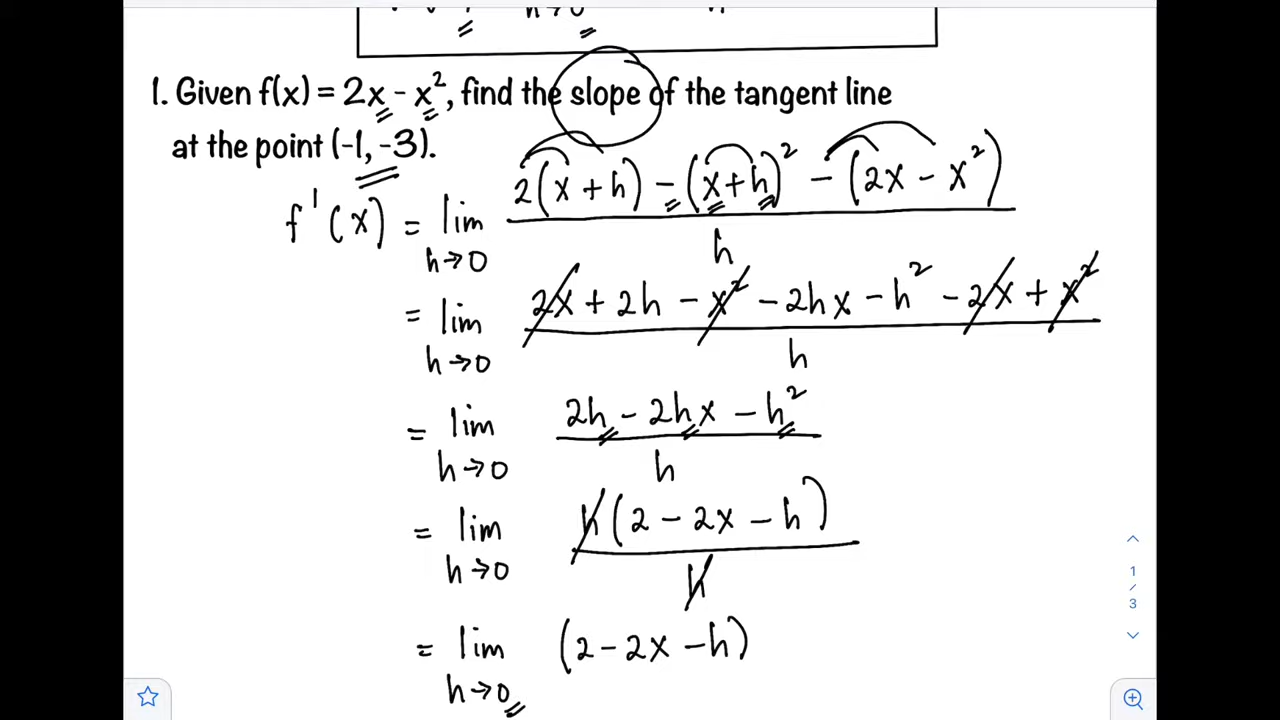 1. Given f(x) = 2x - x², find the slope of the tangent line
at the point (-1, -3).
f'(x) = lim h→0 (2(x+h) - (x+h)² - (2x - x²)) / h
= lim h→0 (2x + 2h - x² - 2hx - h² - 2x + x²) / h
= lim h→0 (2h - 2hx - h²) / h
= lim h→0 h(2 - 2x - h) / h
= lim h→0 (2 - 2x - h)
1
/
3